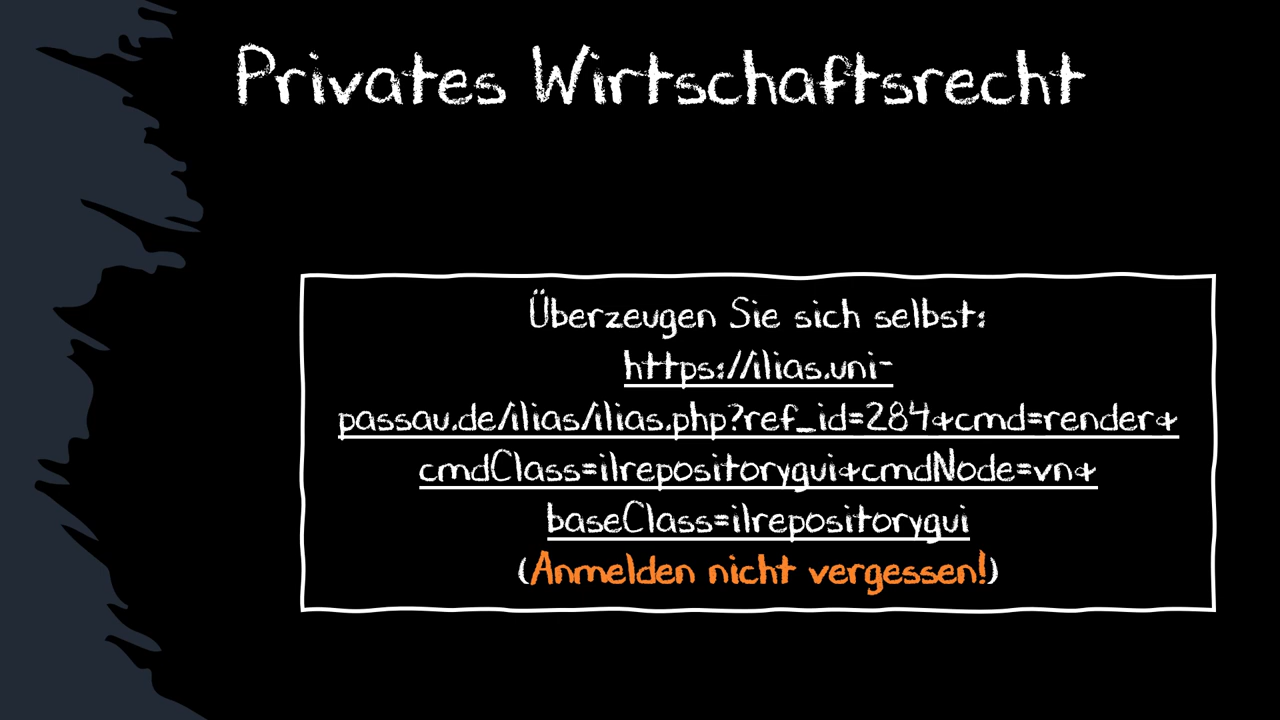 Privates Wirtschaftsrecht
Überzeugen Sie sich selbst:
https://ilias.uni-
passau.de/ilias/ilias.php?ref_id=284&cmd=render&
cmdClass=ilrepositorygui&cmdNode=vn&
baseClass=ilrepositorygui
(Anmelden nicht vergessen!)